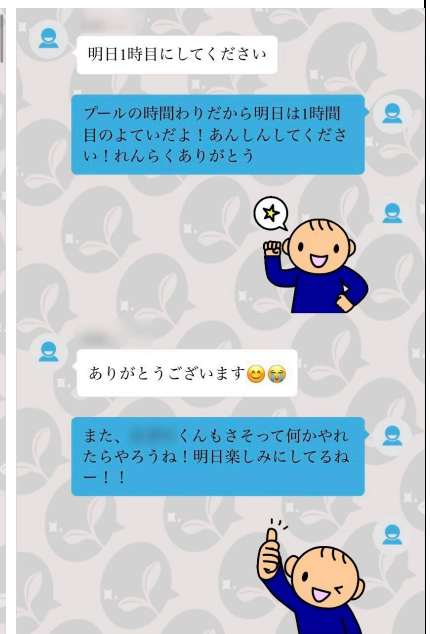 明日1時目にしてください
プールの時間わりだから明日は1時間
目のよていだよ！あんしんしてくださ
い！れんらくありがとう
ありがとうございます😊😭
また、くんもさそって何かやれ
たらやろうね！明日楽しみにしてるね
ー！！